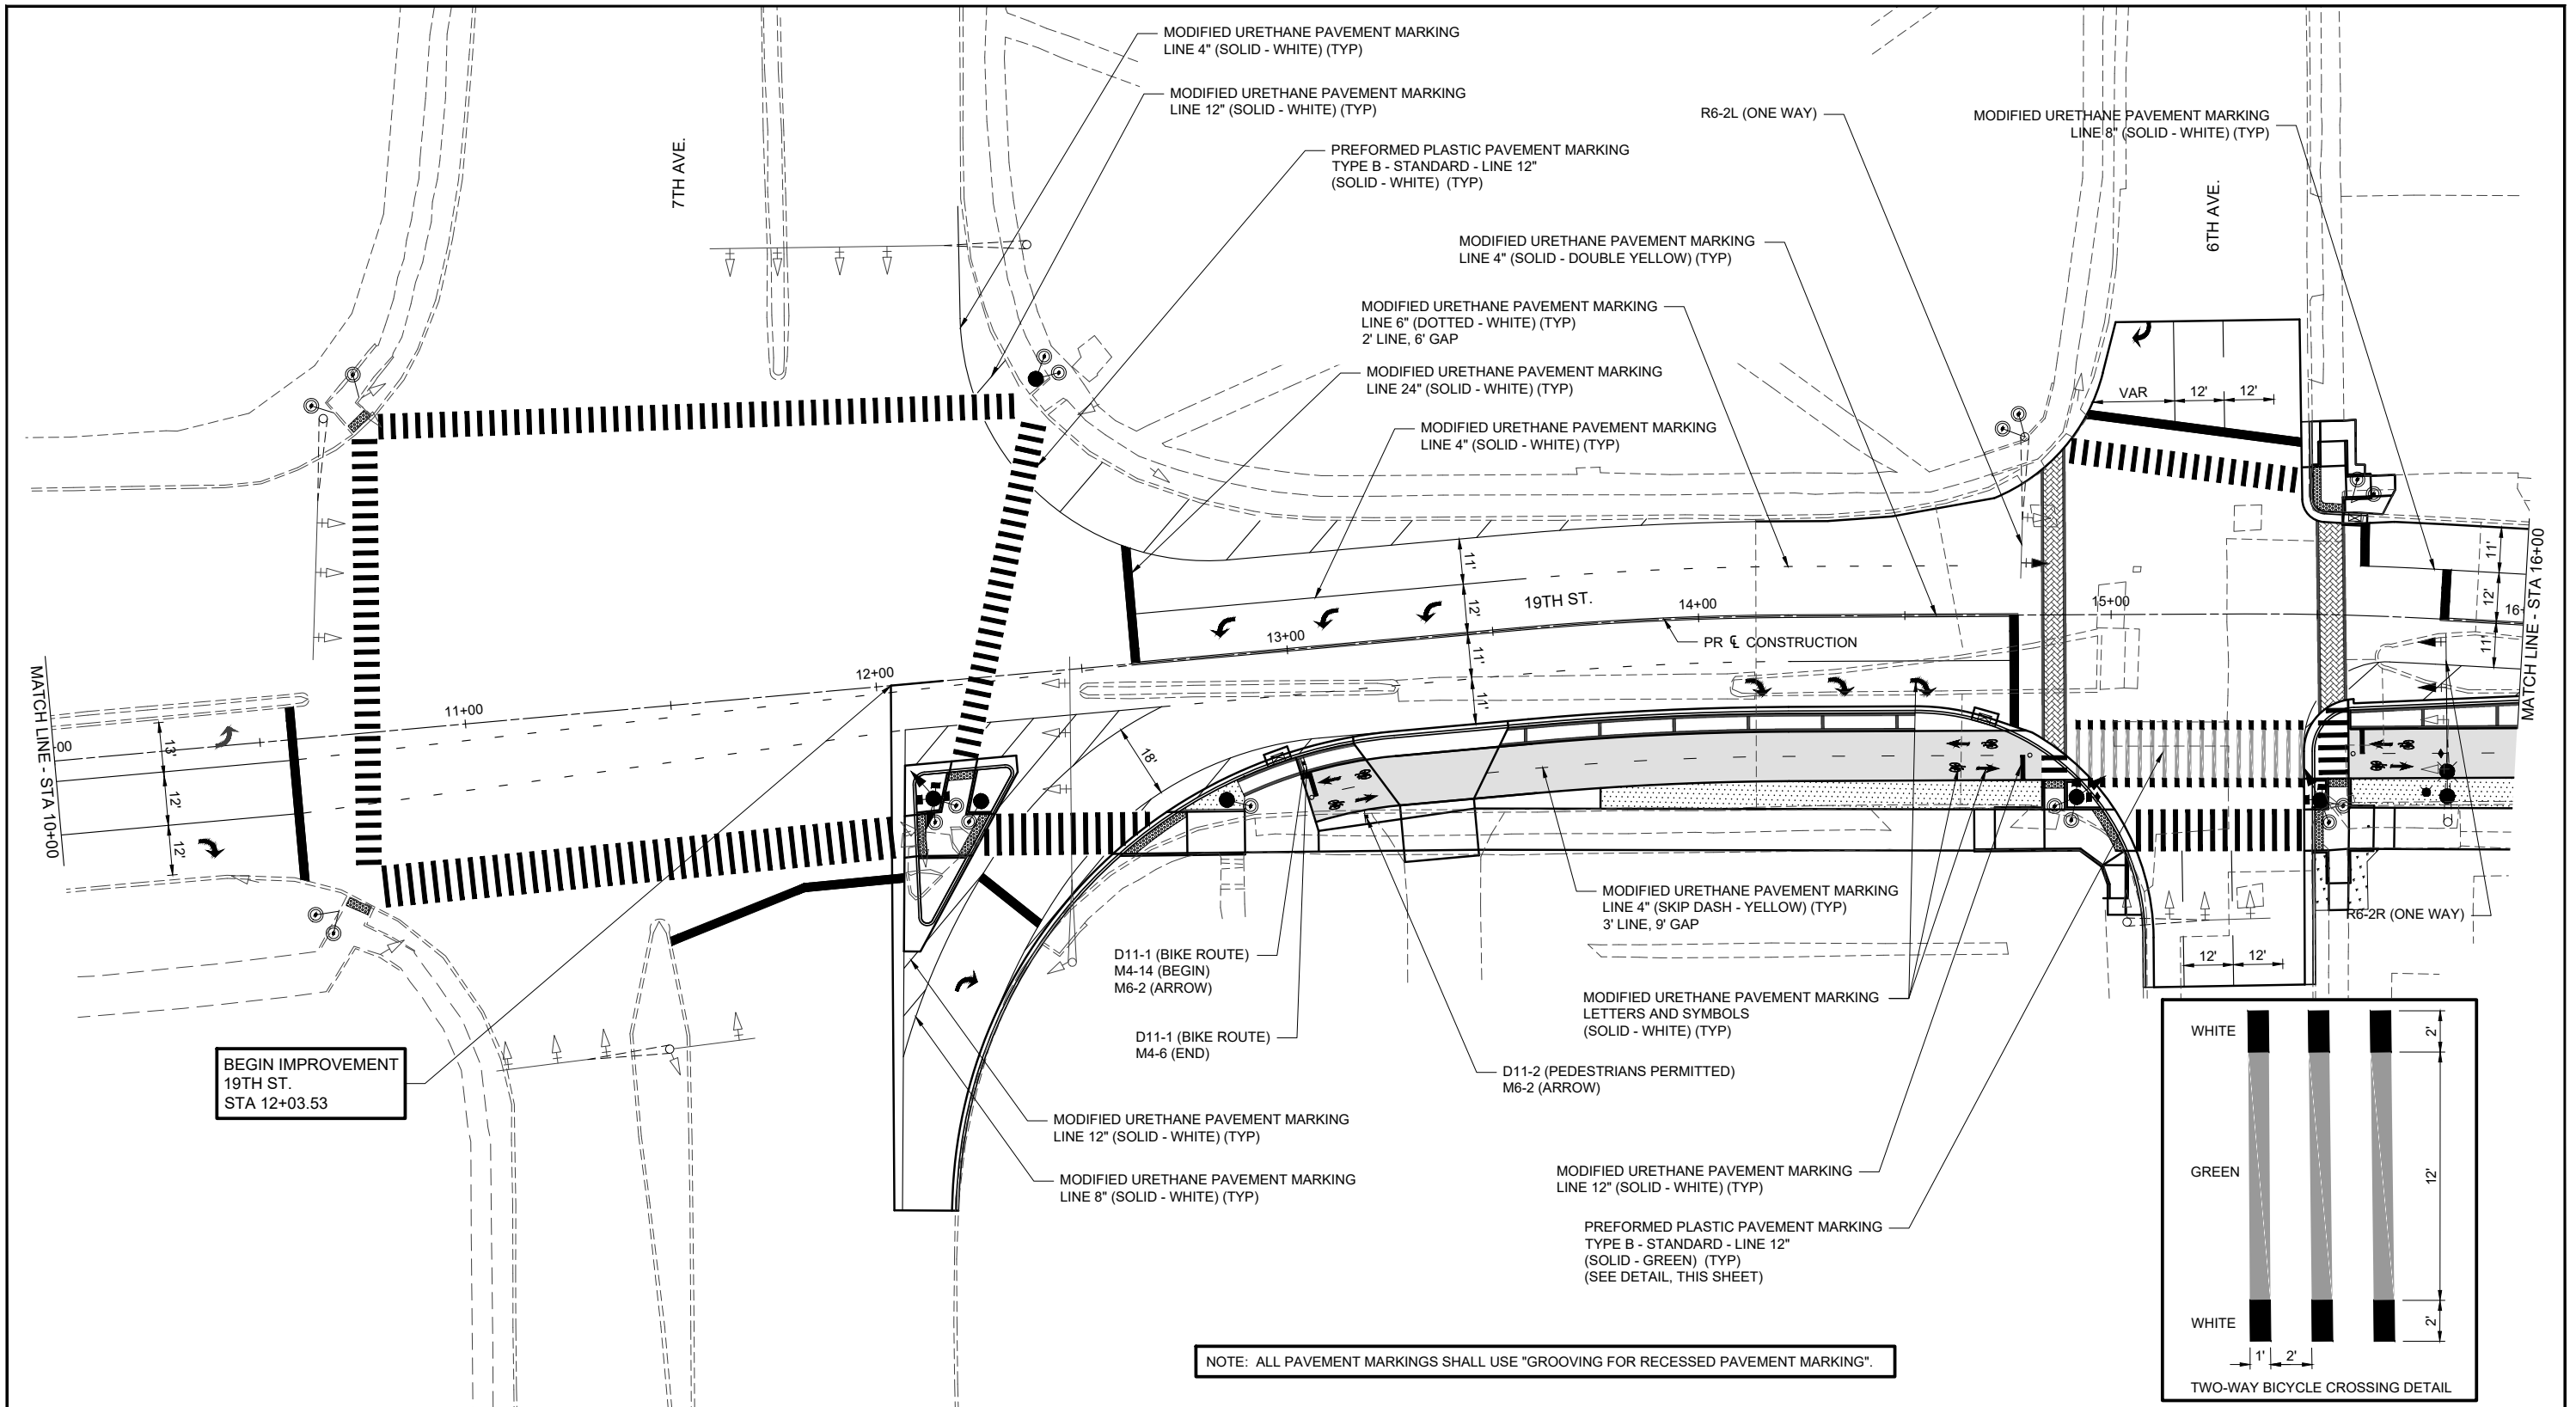 MODIFIED URETHANE PAVEMENT MARKING
LINE 4" (SOLID - WHITE) (TYP)
MODIFIED URETHANE PAVEMENT MARKING
LINE 12" (SOLID - WHITE) (TYP)
PREFORMED PLASTIC PAVEMENT MARKING
TYPE B - STANDARD - LINE 12"
(SOLID - WHITE) (TYP)
R6-2L (ONE WAY)
MODIFIED URETHANE PAVEMENT MARKING
LINE 8" (SOLID - WHITE) (TYP)
7TH AVE.
6TH AVE.
MODIFIED URETHANE PAVEMENT MARKING
LINE 4" (SOLID - DOUBLE YELLOW) (TYP)
MODIFIED URETHANE PAVEMENT MARKING
LINE 6" (DOTTED - WHITE) (TYP)
2' LINE, 6' GAP
MODIFIED URETHANE PAVEMENT MARKING
LINE 24" (SOLID - WHITE) (TYP)
MODIFIED URETHANE PAVEMENT MARKING
LINE 4" (SOLID - WHITE) (TYP)
VAR 12' 12'
11'
12'
11'
11'
19TH ST.
11+00
12+00
13+00
14+00
15+00
16-
-00
PR ℄ CONSTRUCTION
11'
12'
11'
MATCH LINE - STA 16+00
MATCH LINE - STA 10+00
13'
12'
12'
18'
MODIFIED URETHANE PAVEMENT MARKING
LINE 4" (SKIP DASH - YELLOW) (TYP)
3' LINE, 9' GAP
R6-2R (ONE WAY)
12' 12'
D11-1 (BIKE ROUTE)
M4-14 (BEGIN)
M6-2 (ARROW)
D11-1 (BIKE ROUTE)
M4-6 (END)
MODIFIED URETHANE PAVEMENT MARKING
LETTERS AND SYMBOLS
(SOLID - WHITE) (TYP)
D11-2 (PEDESTRIANS PERMITTED)
M6-2 (ARROW)
BEGIN IMPROVEMENT
19TH ST.
STA 12+03.53
MODIFIED URETHANE PAVEMENT MARKING
LINE 12" (SOLID - WHITE) (TYP)
MODIFIED URETHANE PAVEMENT MARKING
LINE 8" (SOLID - WHITE) (TYP)
MODIFIED URETHANE PAVEMENT MARKING
LINE 12" (SOLID - WHITE) (TYP)
PREFORMED PLASTIC PAVEMENT MARKING
TYPE B - STANDARD - LINE 12"
(SOLID - GREEN) (TYP)
(SEE DETAIL, THIS SHEET)
NOTE: ALL PAVEMENT MARKINGS SHALL USE "GROOVING FOR RECESSED PAVEMENT MARKING".
WHITE
2'
GREEN
12'
WHITE
2'
1' 2'
TWO-WAY BICYCLE CROSSING DETAIL